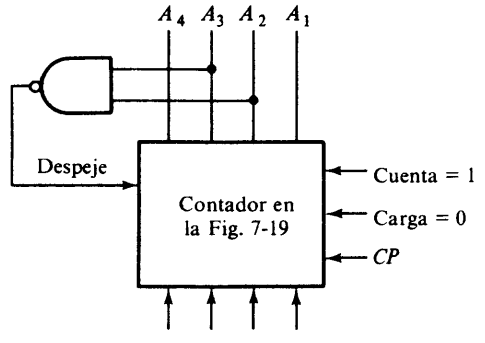 A4 A3 A2 A1
Despeje
Contador en
la Fig. 7-19
Cuenta = 1
Carga = 0
CP